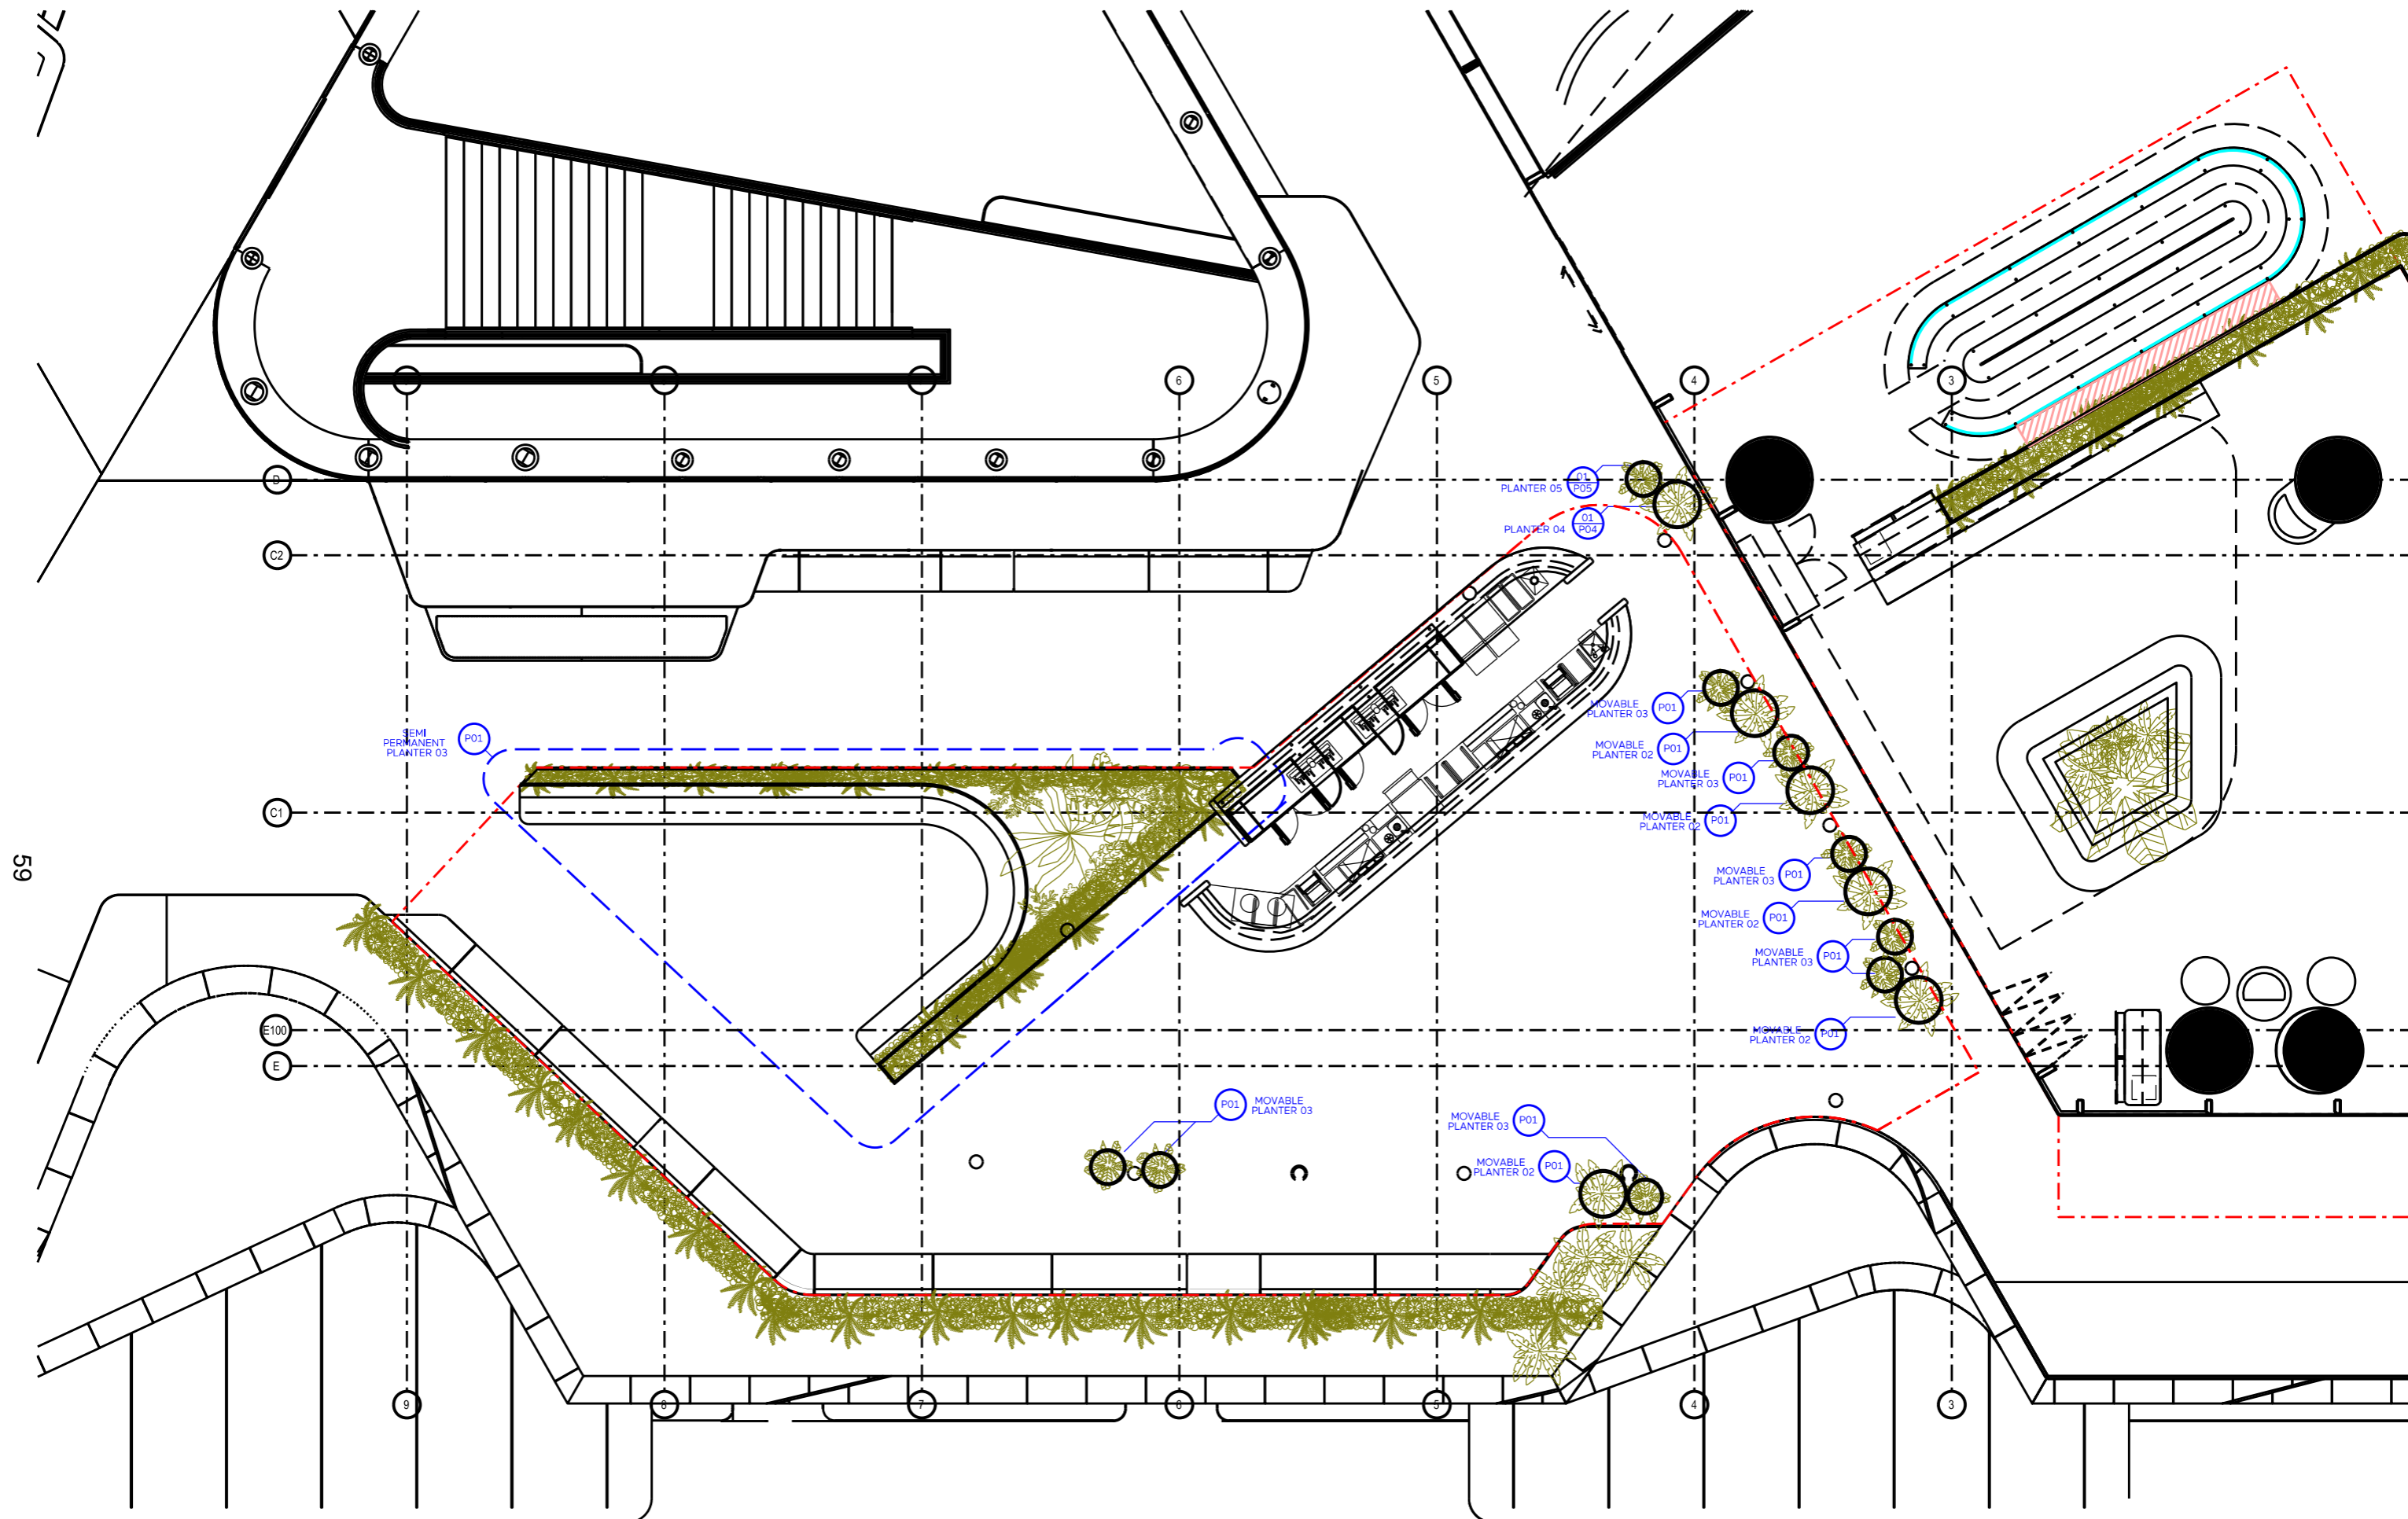 6
5
4
3
D
C2
C1
E100
E
59
01
P05
PLANTER 05
01
P04
PLANTER 04
SEMI
PERMANENT
PLANTER 03
P01
MOVABLE
PLANTER 03
P01
MOVABLE
PLANTER 02
P01
MOVABLE
PLANTER 03
P01
MOVABLE
PLANTER 02
P01
MOVABLE
PLANTER 03
P01
MOVABLE
PLANTER 02
P01
MOVABLE
PLANTER 03
P01
MOVABLE
PLANTER 02
P01
P01
MOVABLE
PLANTER 03
MOVABLE
PLANTER 03
P01
MOVABLE
PLANTER 02
P01
9
8
7
6
5
4
3